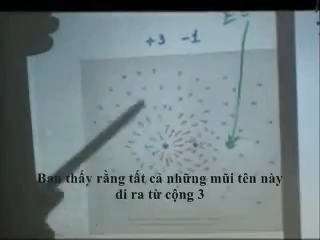 +3 -1
Bạn thấy rằng tất cả những mũi tên này
đi ra từ cộng 3